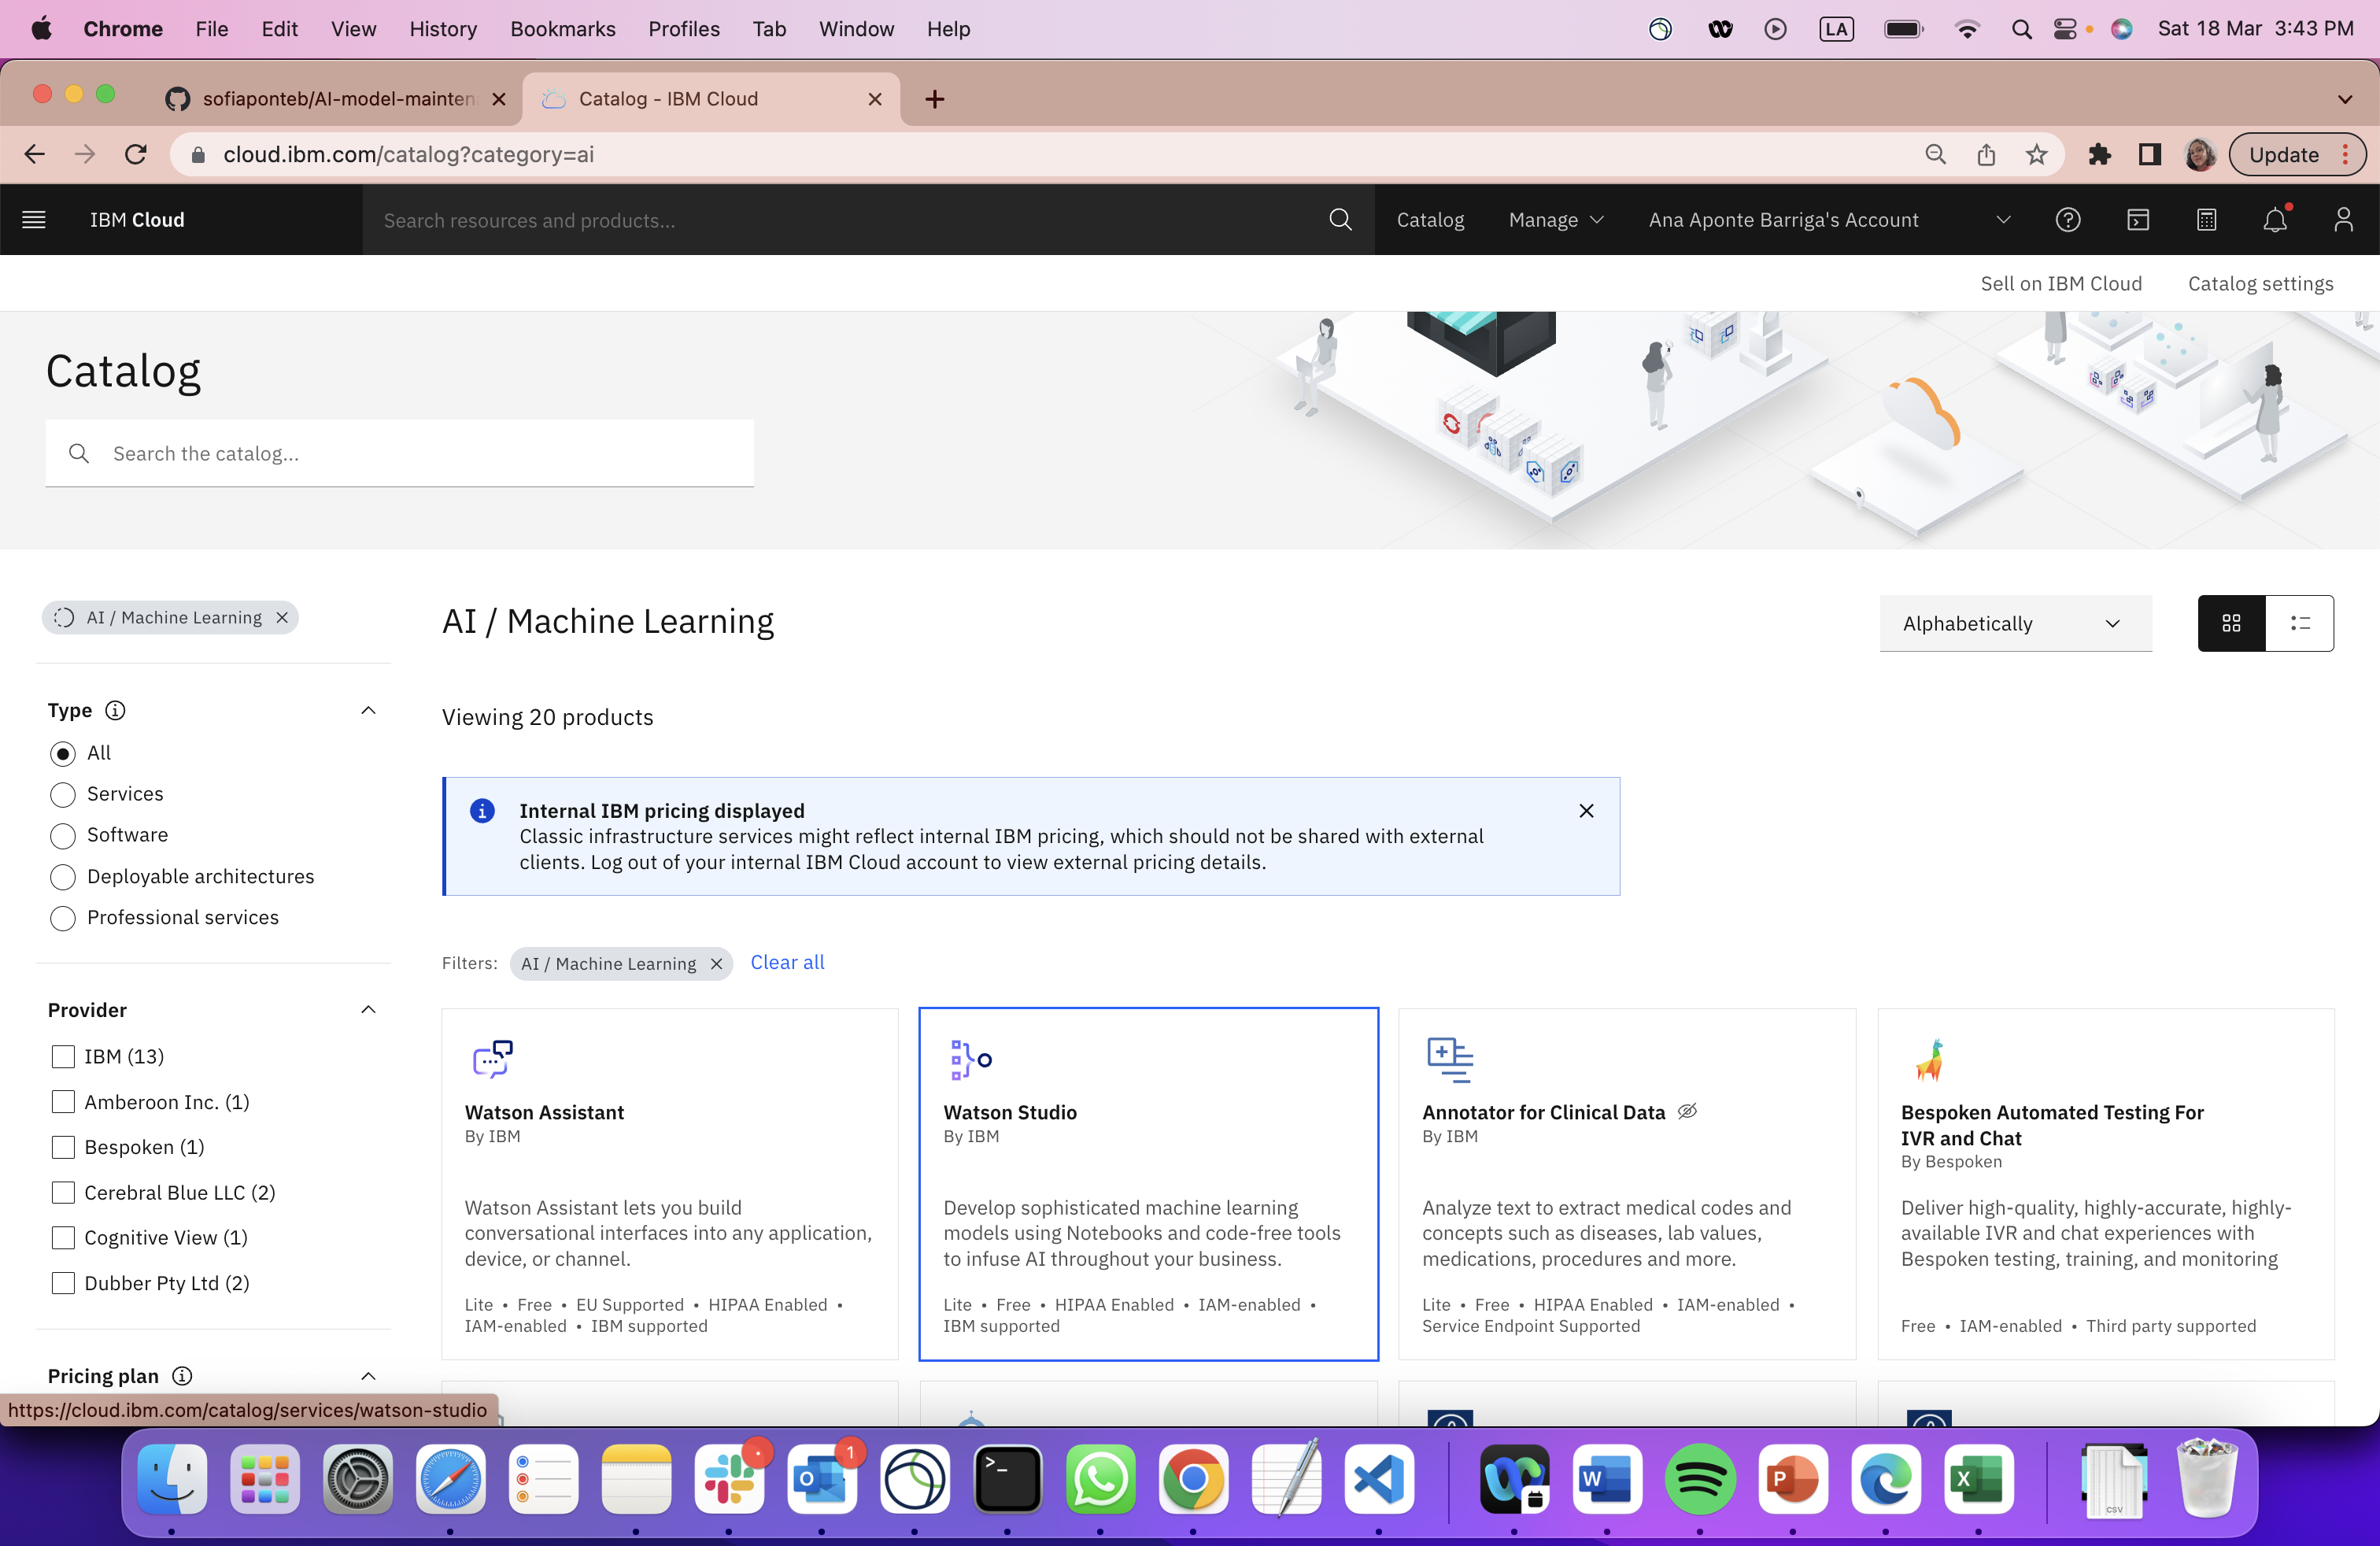 Chrome File Edit View History Bookmarks Profiles Tab Window Help
LA
Sat 18 Mar 3:43 PM
sofiaponteb/AI-model-mainten
Catalog - IBM Cloud
cloud.ibm.com/catalog?category=ai
Update
IBM Cloud
Search resources and products...
Catalog
Manage
Ana Aponte Barriga's Account
Sell on IBM Cloud
Catalog settings
Catalog
Search the catalog...
AI / Machine Learning
AI / Machine Learning
Alphabetically
Type
All
Services
Software
Deployable architectures
Professional services
Viewing 20 products
Internal IBM pricing displayed
Classic infrastructure services might reflect internal IBM pricing, which should not be shared with external
clients. Log out of your internal IBM Cloud account to view external pricing details.
Filters: AI / Machine Learning Clear all
Provider
IBM (13)
Amberoon Inc. (1)
Bespoken (1)
Cerebral Blue LLC (2)
Cognitive View (1)
Dubber Pty Ltd (2)
Pricing plan
Watson Assistant
By IBM
Watson Assistant lets you build
conversational interfaces into any application,
device, or channel.
Lite • Free • EU Supported • HIPAA Enabled •
IAM-enabled • IBM supported
Watson Studio
By IBM
Develop sophisticated machine learning
models using Notebooks and code-free tools
to infuse AI throughout your business.
Lite • Free • HIPAA Enabled • IAM-enabled •
IBM supported
Annotator for Clinical Data
By IBM
Analyze text to extract medical codes and
concepts such as diseases, lab values,
medications, procedures and more.
Lite • Free • HIPAA Enabled • IAM-enabled •
Service Endpoint Supported
Bespoken Automated Testing For
IVR and Chat
By Bespoken
Deliver high-quality, highly-accurate, highly-
available IVR and chat experiences with
Bespoken testing, training, and monitoring
Free • IAM-enabled • Third party supported
https://cloud.ibm.com/catalog/services/watson-studio
1
O
>_
W
P
X
CSV